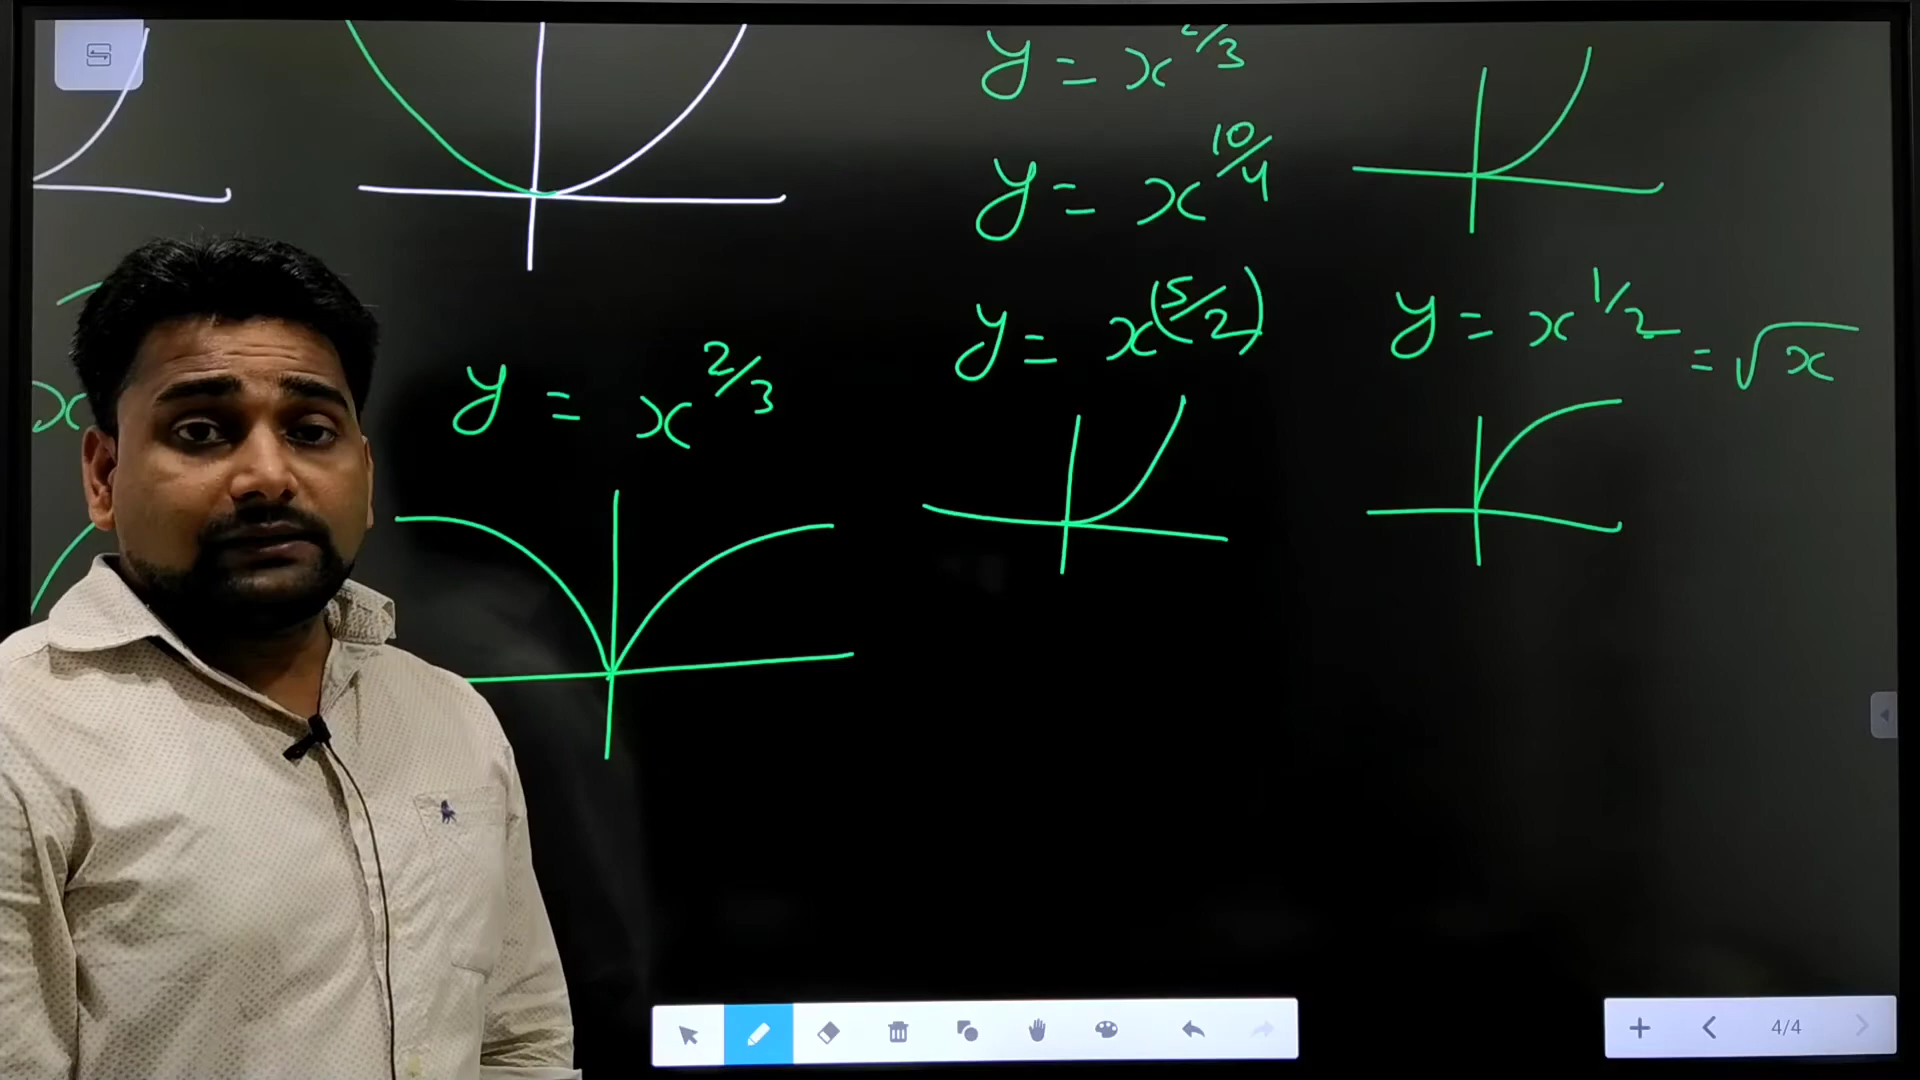 y = x^2/3
y = x^10/4
y = x^(5/2)
y = x^1/2 = √x
x
y = x^2/3
4/4